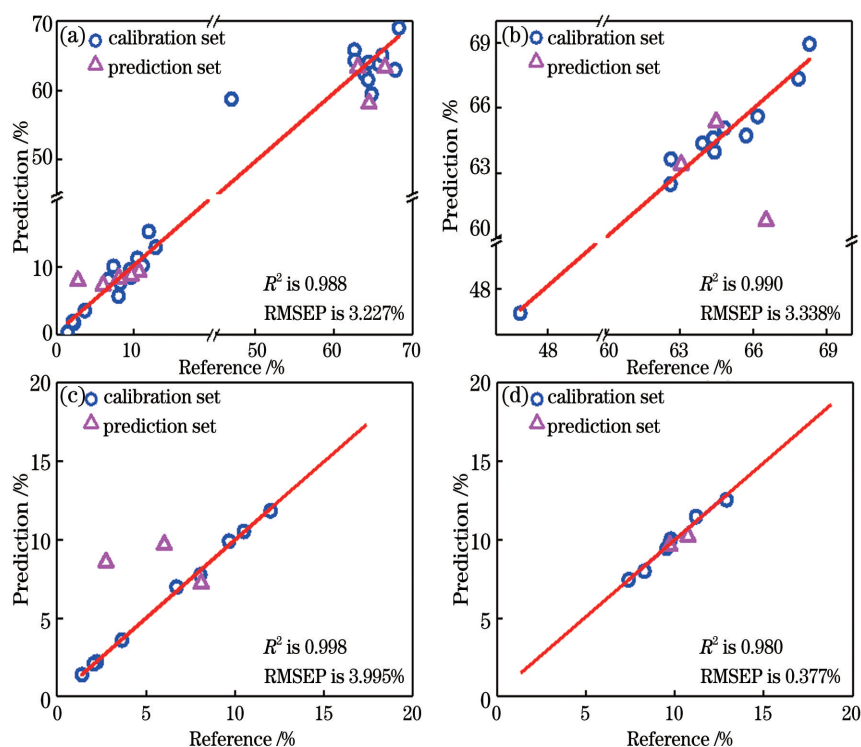 (a) calibration set
prediction set
70
60
50
10
0
Prediction /%
R² is 0.988
RMSEP is 3.227%
0 10 50 60 70
Reference /%
(b) calibration set
prediction set
69
66
63
60
48
Prediction /%
R² is 0.990
RMSEP is 3.338%
48 60 63 66 69
Reference /%
(c) calibration set
prediction set
20
15
10
5
0
Prediction /%
R² is 0.998
RMSEP is 3.995%
0 5 10 15 20
Reference /%
(d) calibration set
prediction set
20
15
10
5
0
Prediction /%
R² is 0.980
RMSEP is 0.377%
0 5 10 15 20
Reference /%